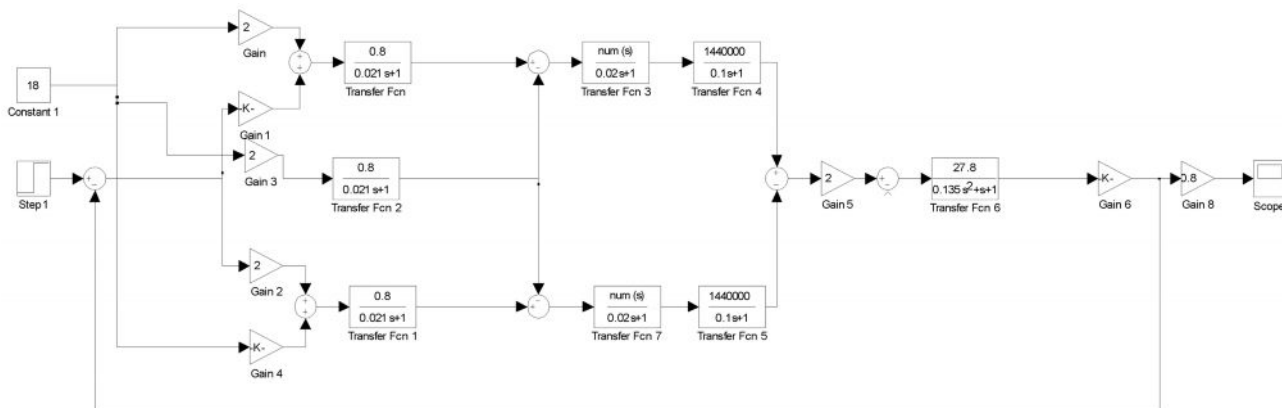 18
Constant 1
Step 1
2
Gain
-K-
Gain 1
2
Gain 3
2
Gain 2
-K-
Gain 4
+
+
0.8
0.021 s+1
Transfer Fcn
0.8
0.021 s+1
Transfer Fcn 2
+
+
0.8
0.021 s+1
Transfer Fcn 1
num (s)
0.02s+1
Transfer Fcn 3
1440000
0.1s+1
Transfer Fcn 4
num (s)
0.02s+1
Transfer Fcn 7
1440000
0.1s+1
Transfer Fcn 5
2
Gain 5
27.8
0.135 s²+s+1
Transfer Fcn 6
-K-
Gain 6
0.8
Gain 8
Scope